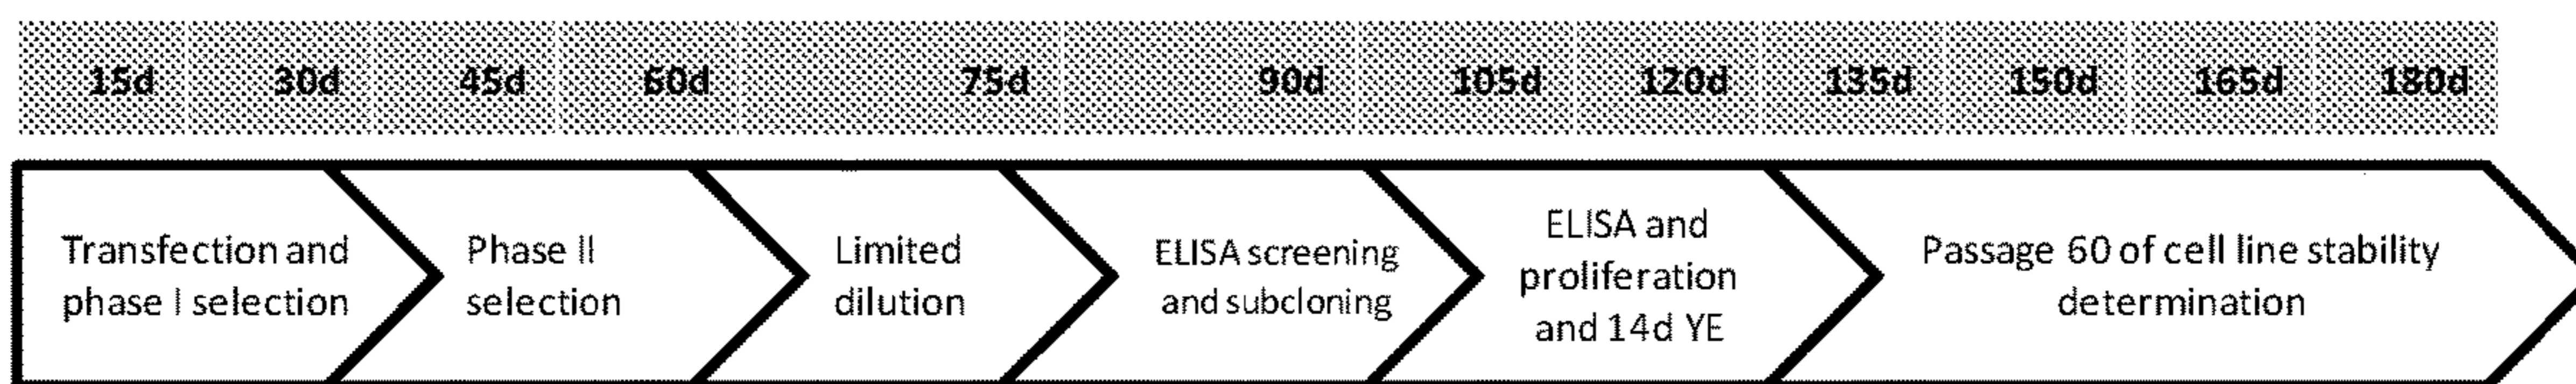 15d 30d 45d 60d 75d 90d 105d 120d 135d 150d 165d 180d
Transfection and
phase I selection
Phase II
selection
Limited
dilution
ELISA screening
and subcloning
ELISA and
proliferation
and 14d YE
Passage 60 of cell line stability
determination